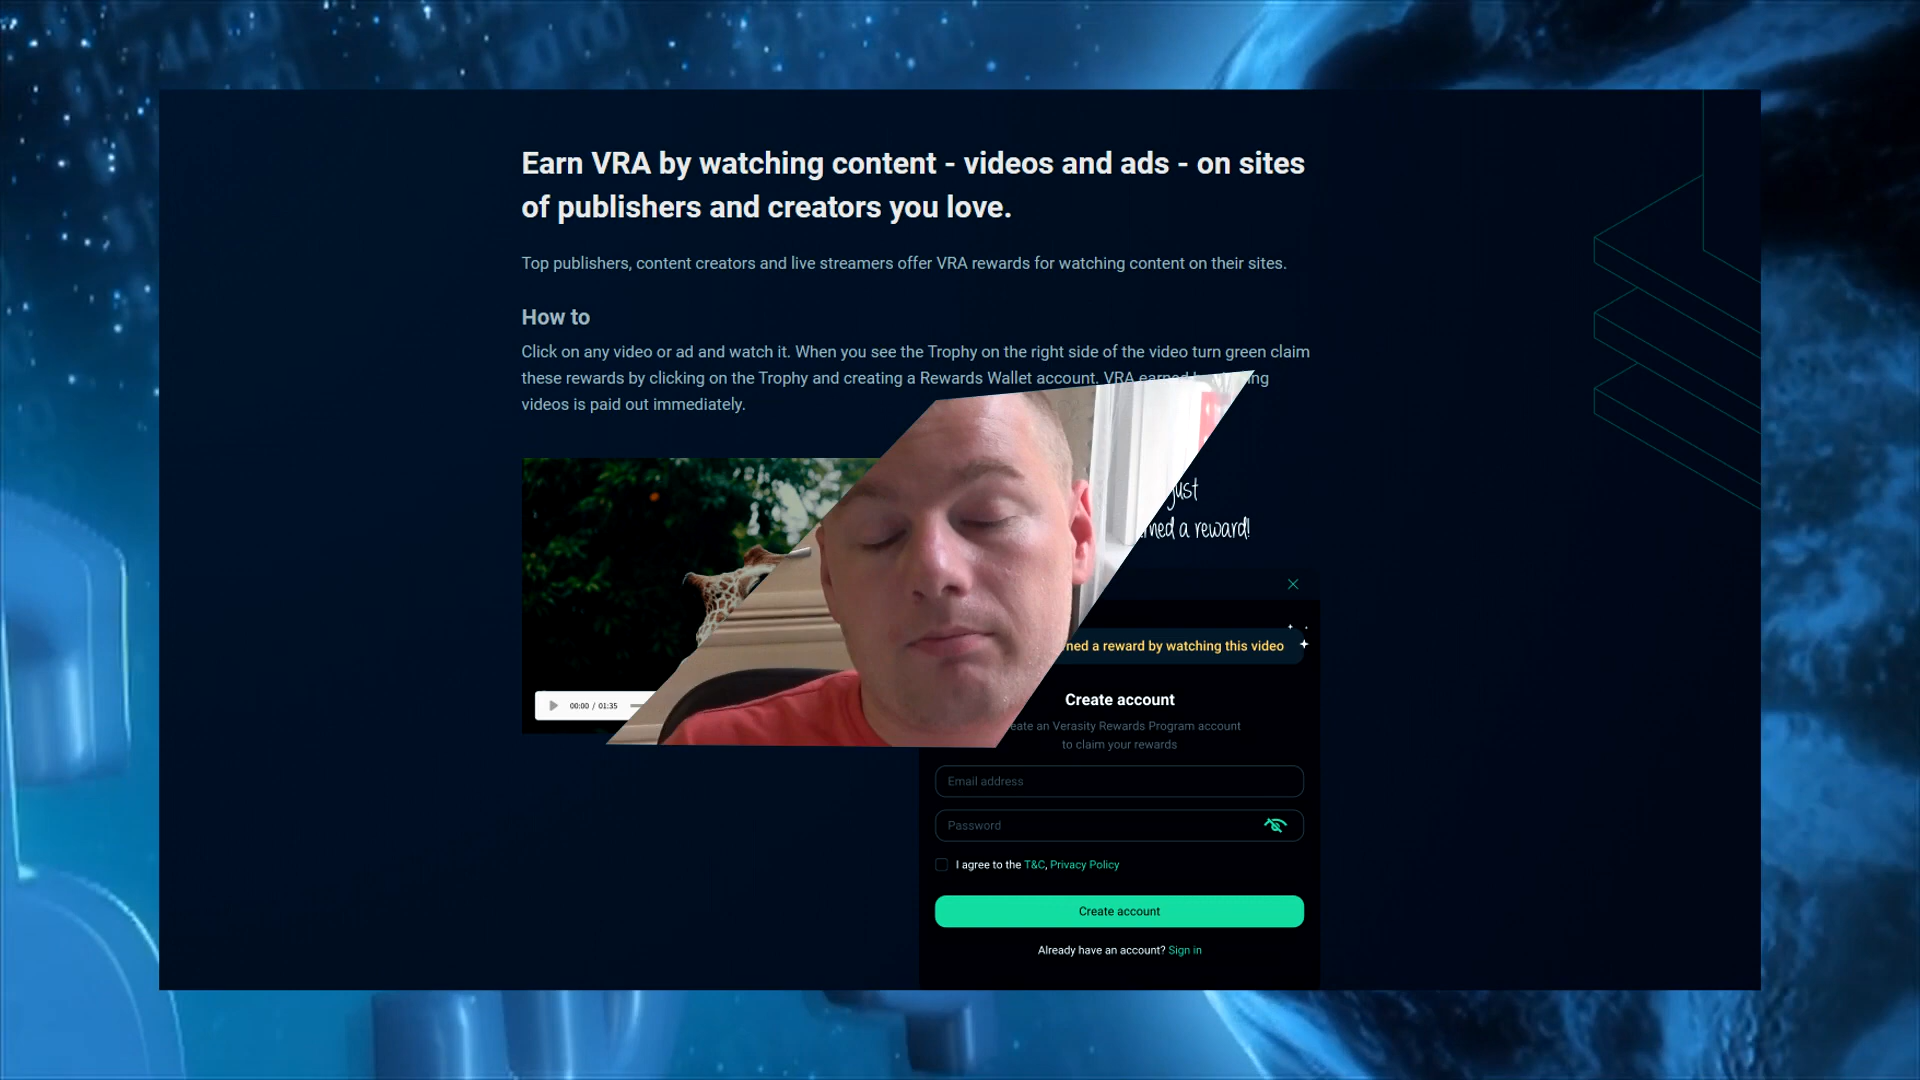 Earn VRA by watching content - videos and ads - on sites
of publishers and creators you love.
Top publishers, content creators and live streamers offer VRA rewards for watching content on their sites.
How to
Click on any video or ad and watch it. When you see the Trophy on the right side of the video turn green claim
these rewards by clicking on the Trophy and creating a Rewards Wallet account. VRA earned
videos is paid out immediately.
just
a reward!
a reward by watching this video
00:00 / 01:35
Create account
an Verasity Rewards Program account
to claim your rewards
Email address
Password
I agree to the T&C, Privacy Policy
Create account
Already have an account? Sign in